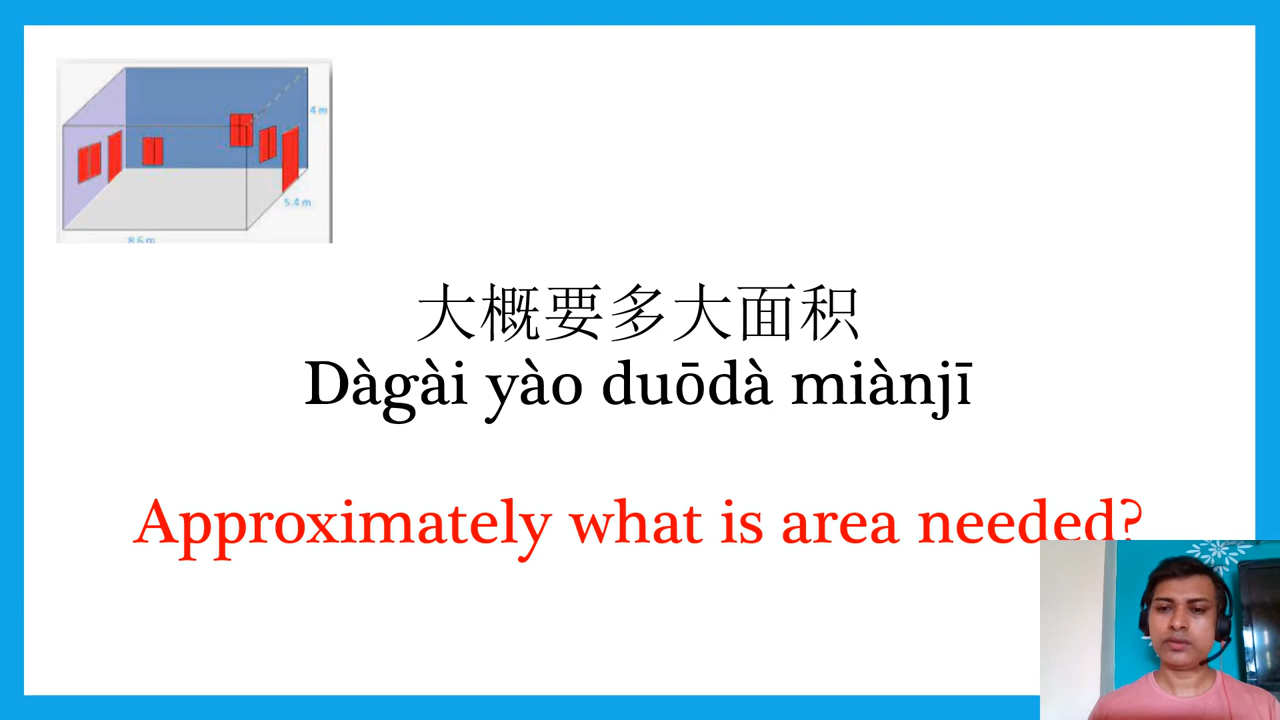 4 m
5.4 m
8.6 m
大概要多大面积
Dàgài yào duōdà miànjī
Approximately what is area needed?